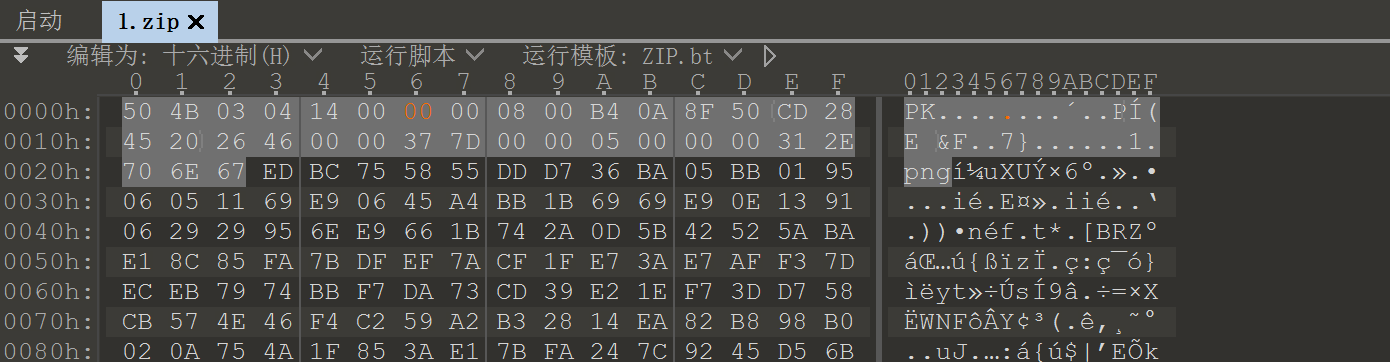 启动 1.zip ×
编辑为: 十六进制(H) 运行脚本 运行模板: ZIP.bt
0 1 2 3 4 5 6 7 8 9 A B C D E F 0123456789ABCDEF
0000h: 50 4B 03 04 14 00 00 00 08 00 B4 0A 8F 50 CD 28 PK........´..PÍ(
0010h: 45 20 26 46 00 00 37 7D 00 00 05 00 00 00 31 2E E &F..7}......1.
0020h: 70 6E 67 ED BC 75 58 55 DD D7 36 BA 05 BB 01 95 pngí¼uXUÝ×6º.».•
0030h: 06 05 11 69 E9 06 45 A4 BB 1B 69 69 E9 0E 13 91 ...ié.E¤».iié..‘
0040h: 06 29 29 95 6E E9 66 1B 74 2A 0D 5B 42 52 5A BA .))•néf.t*.[BRZº
0050h: E1 8C 85 FA 7B DF EF 7A CF 1F E7 3A E7 AF F3 7D áŒ…ú{ßïzÏ.ç:ç¯ó}
0060h: EC EB 79 74 BB F7 DA 73 CD 39 E2 1E F7 3D D7 58 ìëyt»÷ÚsÍ9â.÷=×X
0070h: CB 57 4E 46 F4 C2 59 A2 B3 28 14 EA 82 B8 98 B0 ËWNFôÂY¢³(.ê‚¸˜°
0080h: 02 0A 75 4A 1F 85 3A E1 7B FA 24 7C 92 45 D5 6B ..uJ.…:á{ú$|’EÕk